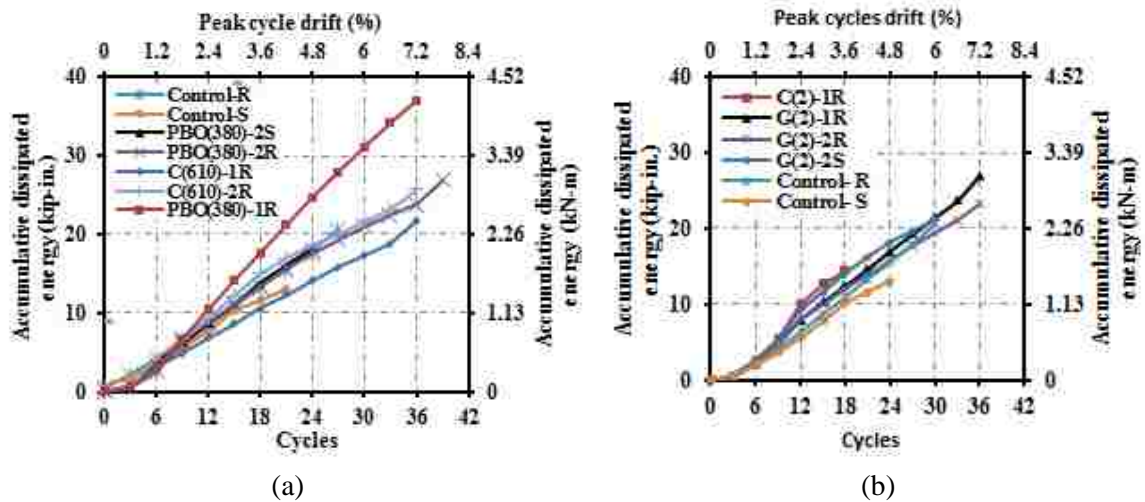 Peak cycle drift (%)
0 1.2 2.4 3.6 4.8 6 7.2 8.4
40
30
20
10
0
4.52
3.39
2.26
1.13
0
Accumulative dissipated
energy (kip-in.)
Accumulative dissipated
energy (kN-m)
Control-R
Control-S
PBO(380)-2S
PBO(380)-2R
C(610)-1R
C(610)-2R
PBO(380)-1R
0 6 12 18 24 30 36 42
Cycles
(a)
Peak cycles drift (%)
0 1.2 2.4 3.6 4.8 6 7.2 8.4
40
30
20
10
0
4.52
3.39
2.26
1.13
0
Accumulative dissipated
energy (kip-in.)
Accumulative dissipated
energy (kN-m)
C(2)-1R
G(2)-1R
G(2)-2R
G(2)-2S
Control- R
Control- S
0 6 12 18 24 30 36 42
Cycles
(b)